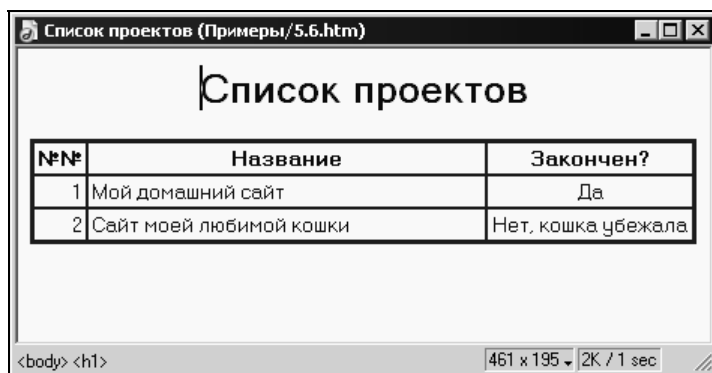 Список проектов (Примеры/5.6.htm)
Список проектов
№№ Название Закончен?
1 Мой домашний сайт Да
2 Сайт моей любимой кошки Нет, кошка убежала
<body> <h1> 461 x 195 2K / 1 sec